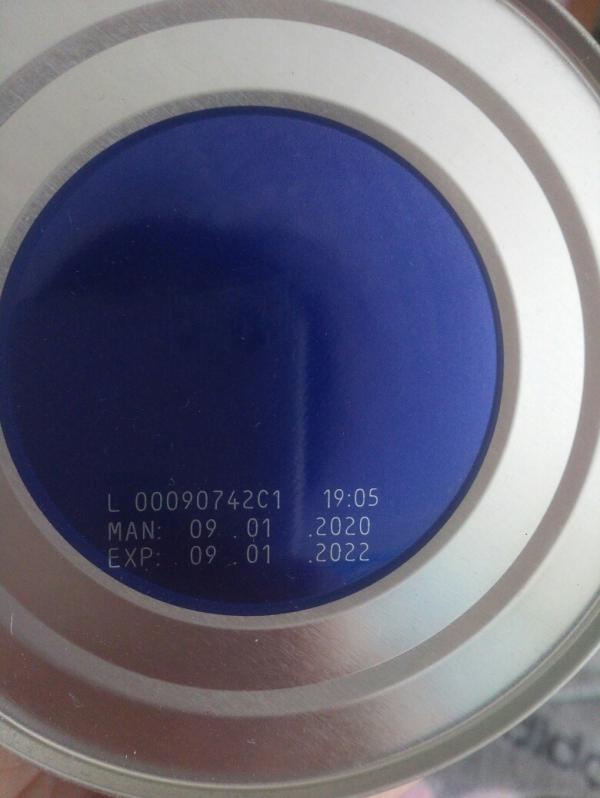 L 00090742C1 19:05
MAN: 09 .01 .2020
EXP: 09 .01 .2022